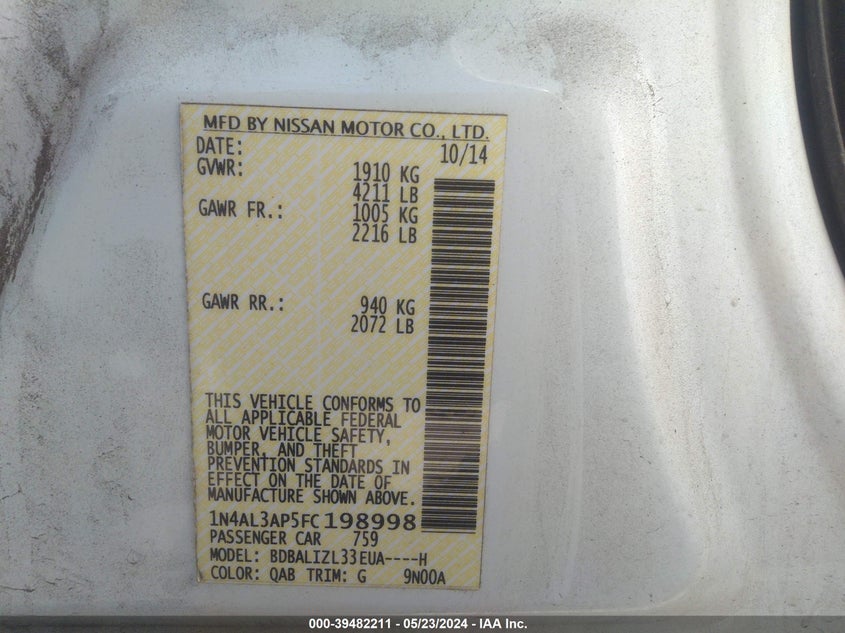 MFD BY NISSAN MOTOR CO., LTD.
DATE: 10/14
GVWR: 1910 KG
4211 LB
GAWR FR.: 1005 KG
2216 LB
GAWR RR.: 940 KG
2072 LB
THIS VEHICLE CONFORMS TO
ALL APPLICABLE FEDERAL
MOTOR VEHICLE SAFETY,
BUMPER, AND THEFT
PREVENTION STANDARDS IN
EFFECT ON THE DATE OF
MANUFACTURE SHOWN ABOVE.
1N4AL3AP5FC198998
PASSENGER CAR 759
MODEL: BDBALIZL33EUA----H
COLOR: QAB TRIM: G 9N00A
000-39482211 - 05/23/2024 - IAA Inc.